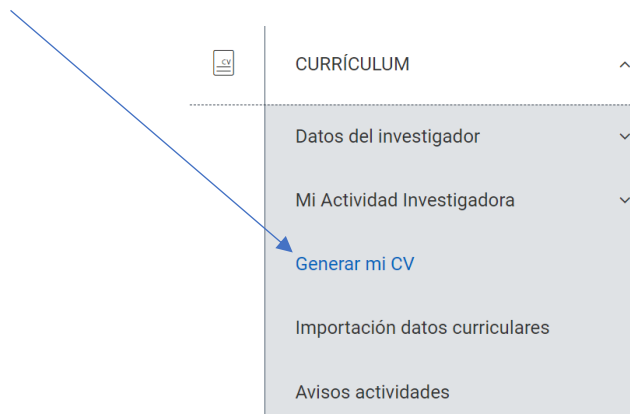 CV
CURRÍCULUM
Datos del investigador
Mi Actividad Investigadora
Generar mi CV
Importación datos curriculares
Avisos actividades